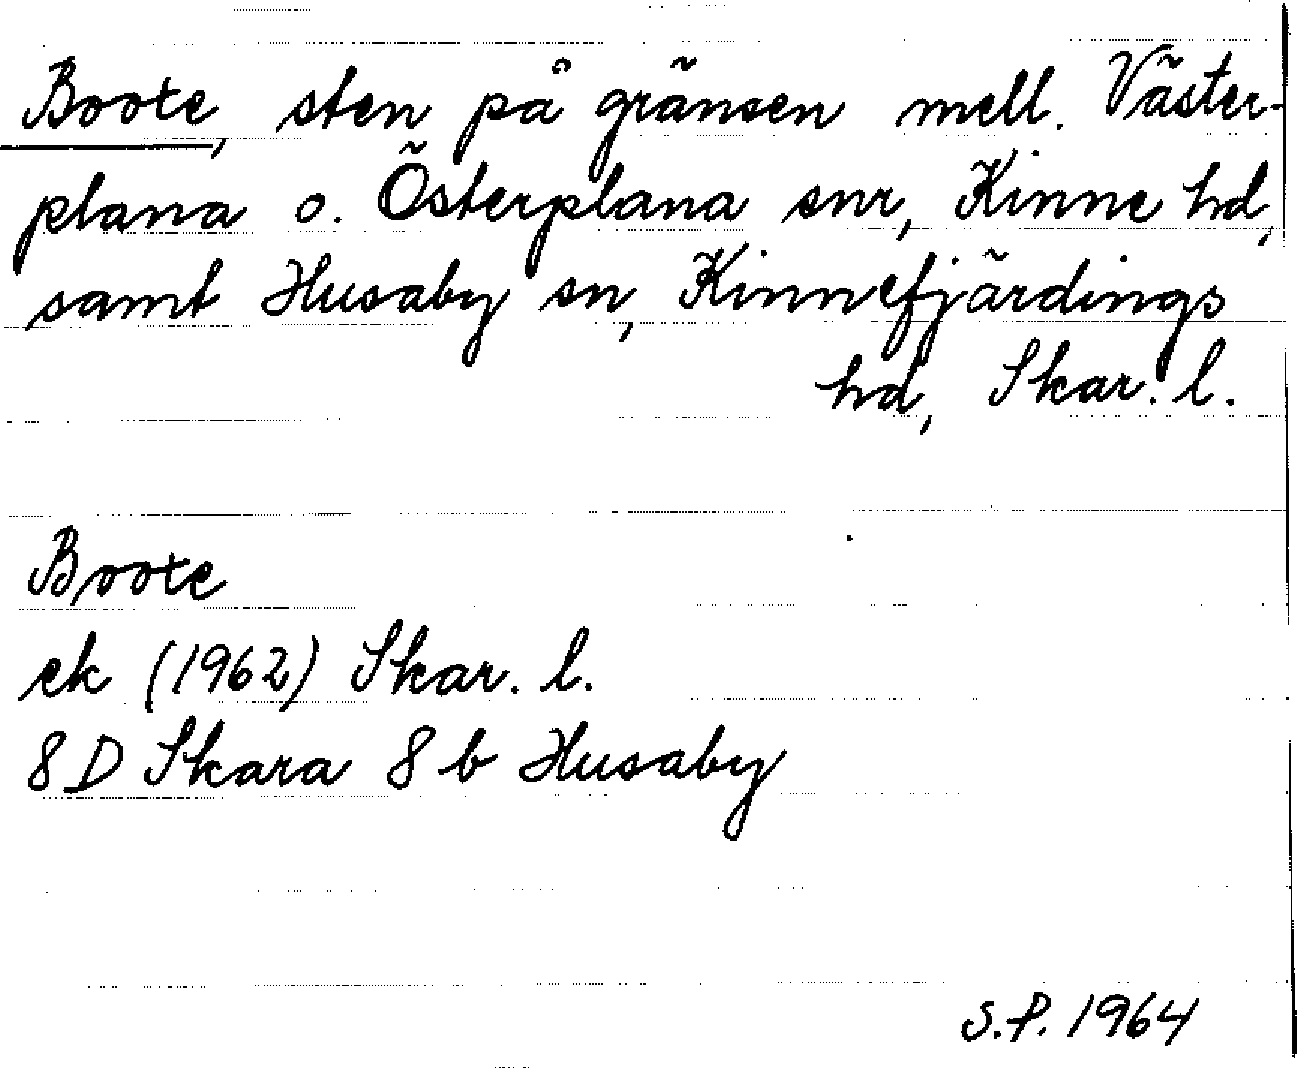 Boote, sten på gränsen mell. Väster-
plana o. Österplana snr, Kinne hd,
samt Husaby sn, Kinnefjärdings
hd, Skar. l.
Boote
ek (1962) Skar. l.
8 D Skara 8 b Husaby
S.P. 1964